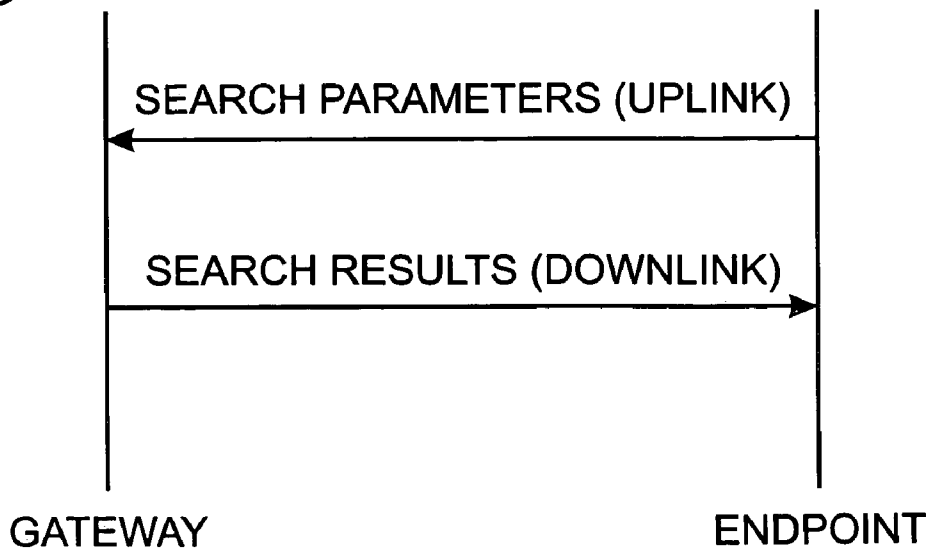 SEARCH PARAMETERS (UPLINK)
SEARCH RESULTS (DOWNLINK)
GATEWAY
ENDPOINT